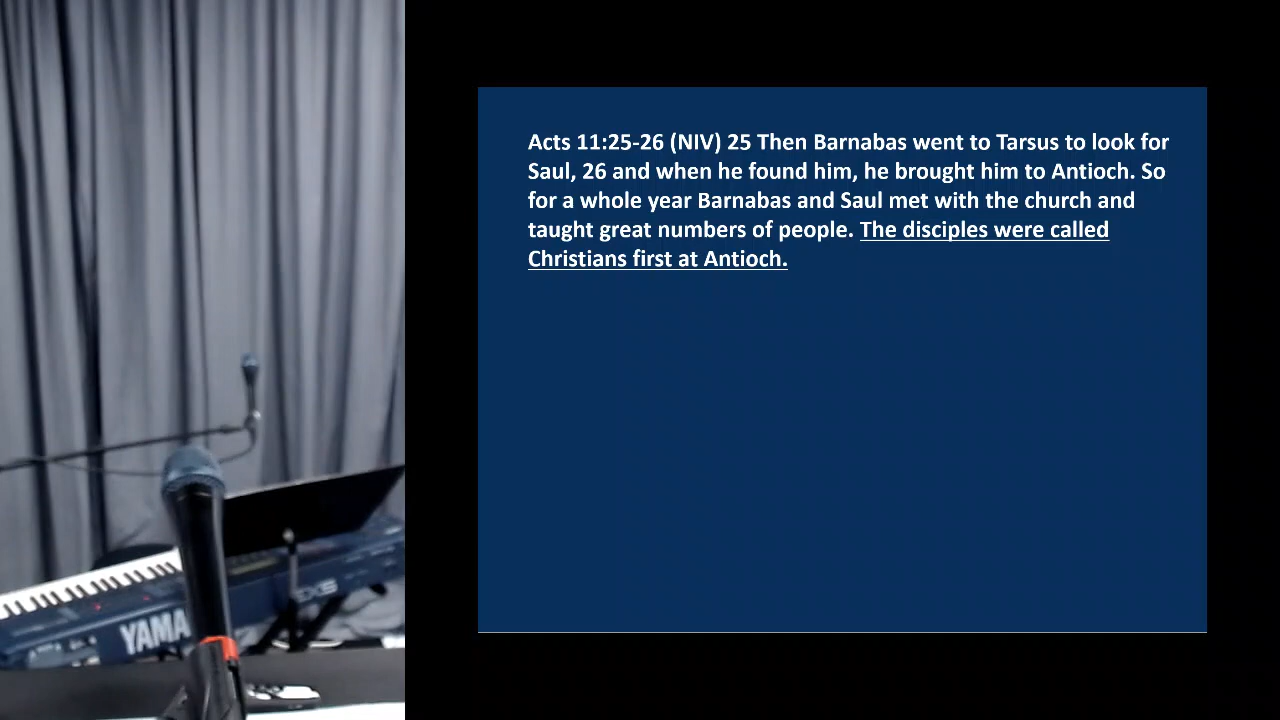 Acts 11:25-26 (NIV) 25 Then Barnabas went to Tarsus to look for
Saul, 26 and when he found him, he brought him to Antioch. So
for a whole year Barnabas and Saul met with the church and
taught great numbers of people. The disciples were called
Christians first at Antioch.
YAMA